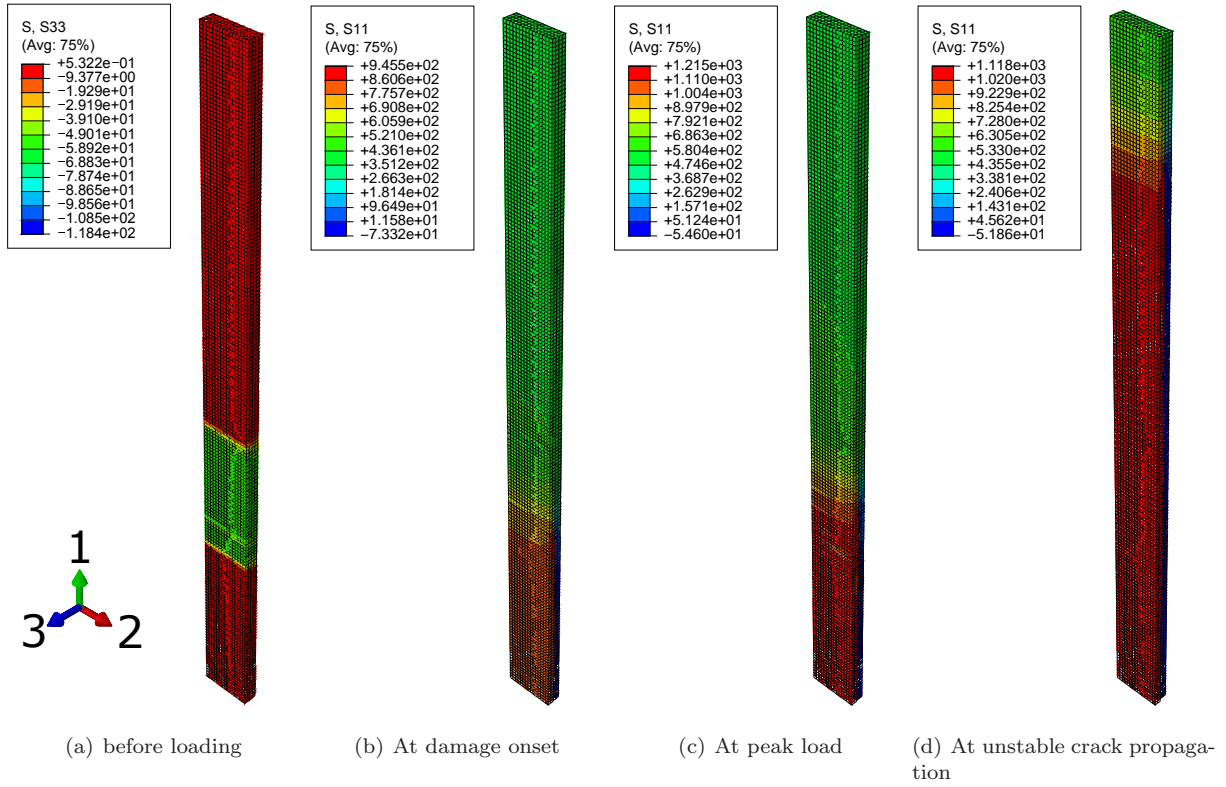 S, S33
(Avg: 75%)
+5.322e−01
−9.377e+00
−1.929e+01
−2.919e+01
−3.910e+01
−4.901e+01
−5.892e+01
−6.883e+01
−7.874e+01
−8.865e+01
−9.856e+01
−1.085e+02
−1.184e+02
S, S11
(Avg: 75%)
+9.455e+02
+8.606e+02
+7.757e+02
+6.908e+02
+6.059e+02
+5.210e+02
+4.361e+02
+3.512e+02
+2.663e+02
+1.814e+02
+9.649e+01
+1.158e+01
−7.332e+01
S, S11
(Avg: 75%)
+1.215e+03
+1.110e+03
+1.004e+03
+8.979e+02
+7.921e+02
+6.863e+02
+5.804e+02
+4.746e+02
+3.687e+02
+2.629e+02
+1.571e+02
+5.124e+01
−5.460e+01
S, S11
(Avg: 75%)
+1.118e+03
+1.020e+03
+9.229e+02
+8.254e+02
+7.280e+02
+6.305e+02
+5.330e+02
+4.355e+02
+3.381e+02
+2.406e+02
+1.431e+02
+4.562e+01
−5.186e+01
1
3
2
(a) before loading
(b) At damage onset
(c) At peak load
(d) At unstable crack propaga-
tion